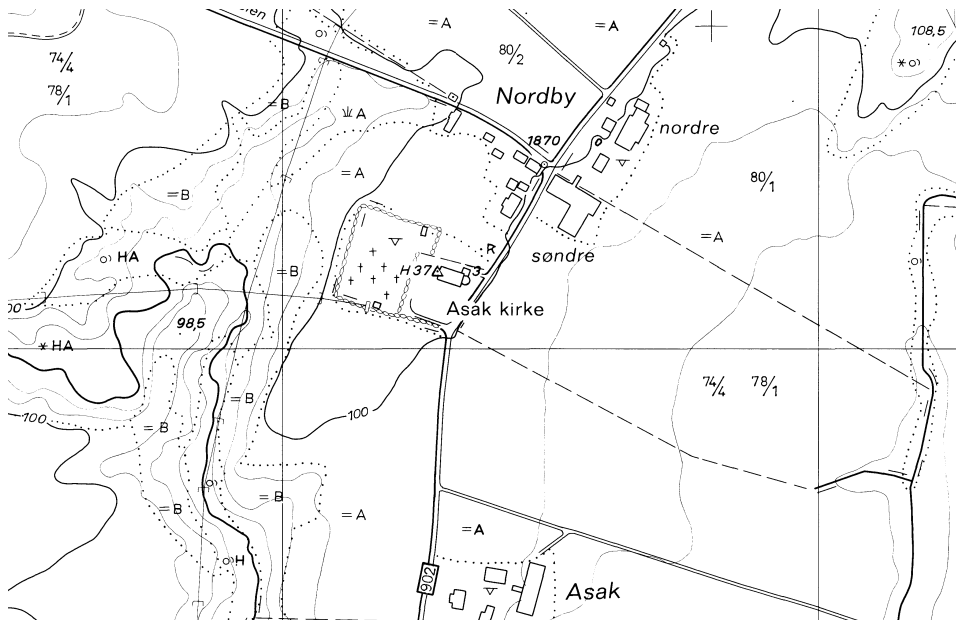 = A
= A
108,5
80/2
74/4
78/1
Nordby
= B
A
1870
nordre
= A
80/1
= B
= A
R
søndre
HA
H 37
3
= B
Asak kirke
00
98,5
HA
74/4
78/1
= B
100
100
= B
= B
= B
= A
= A
H
902
Asak